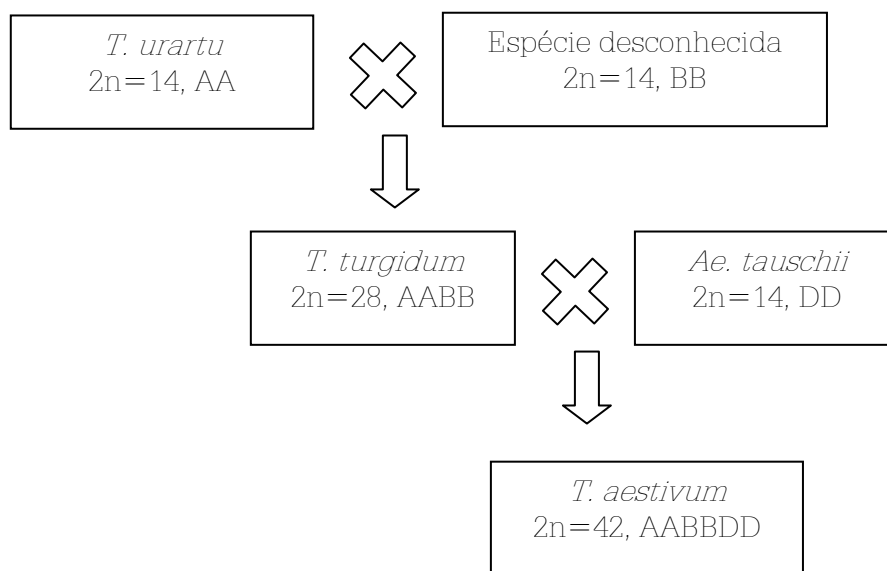 T. urartu
2n=14, AA
Espécie desconhecida
2n=14, BB
T. turgidum
2n=28, AABB
Ae. tauschii
2n=14, DD
T. aestivum
2n=42, AABBDD